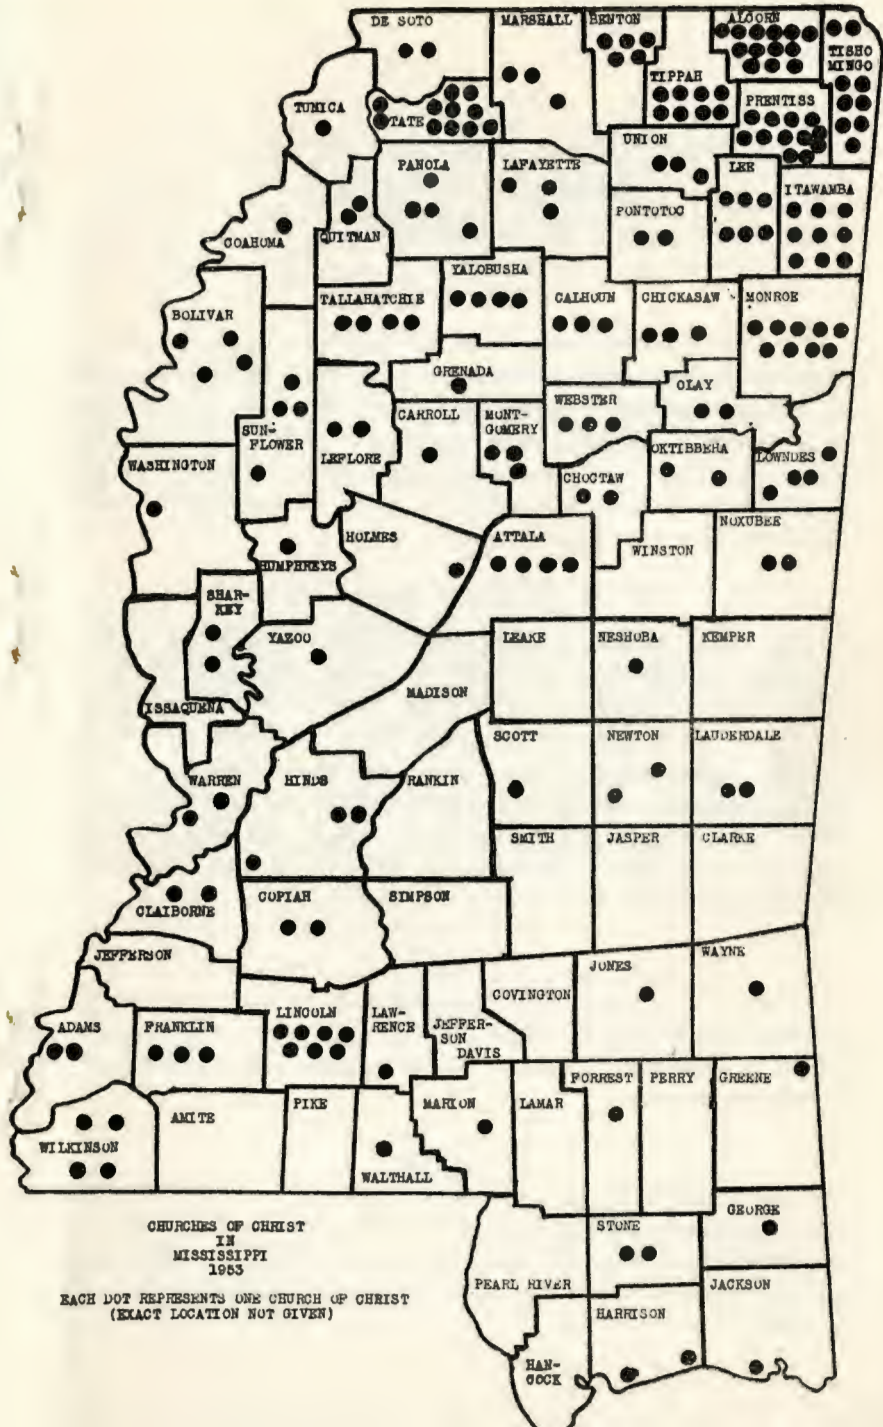 DE SOTO
MARSHALL
BENTON
ALCORN
TISHO
MINGO
TIPPAH
PRENTISS
TUNICA
TATE
UNION
PANOLA
LAFAYETTE
LEE
ITAWAMBA
PONTOTOC
COAHOMA
QUITMAN
YALOBUSHA
TALLAHATCHIE
CALHOUN
CHICKASAW
MONROE
BOLIVAR
GRENADA
CLAY
WEBSTER
CARROLL
MONT-
GOMERY
SUN-
FLOWER
LEFLORE
OKTIBBEHA
LOWNDES
WASHINGTON
CHOCTAW
NOXUBEE
HOLMES
ATTALA
WINSTON
HUMPHREYS
SHAR-
KEY
YAZOO
LEAKE
NESHOBA
KEMPER
MADISON
ISSAQUENA
SCOTT
NEWTON
LAUDERDALE
WARREN
HINDS
RANKIN
SMITH
JASPER
CLARKE
COPIAH
SIMPSON
CLAIBORNE
JEFFERSON
WAYNE
JONES
COVINGTON
LINCOLN
LAW-
RENCE
JEFFER-
SON
DAVIS
ADAMS
FRANKLIN
FORREST
PERRY
GREENE
PIKE
MARION
LAMAR
AMITE
WILKINSON
WALTHALL
GEORGE
STONE
CHURCHES OF CHRIST
IN
MISSISSIPPI
1953
EACH DOT REPRESENTS ONE CHURCH OF CHRIST
(EXACT LOCATION NOT GIVEN)
PEARL RIVER
JACKSON
HARRISON
HAN-
COCK